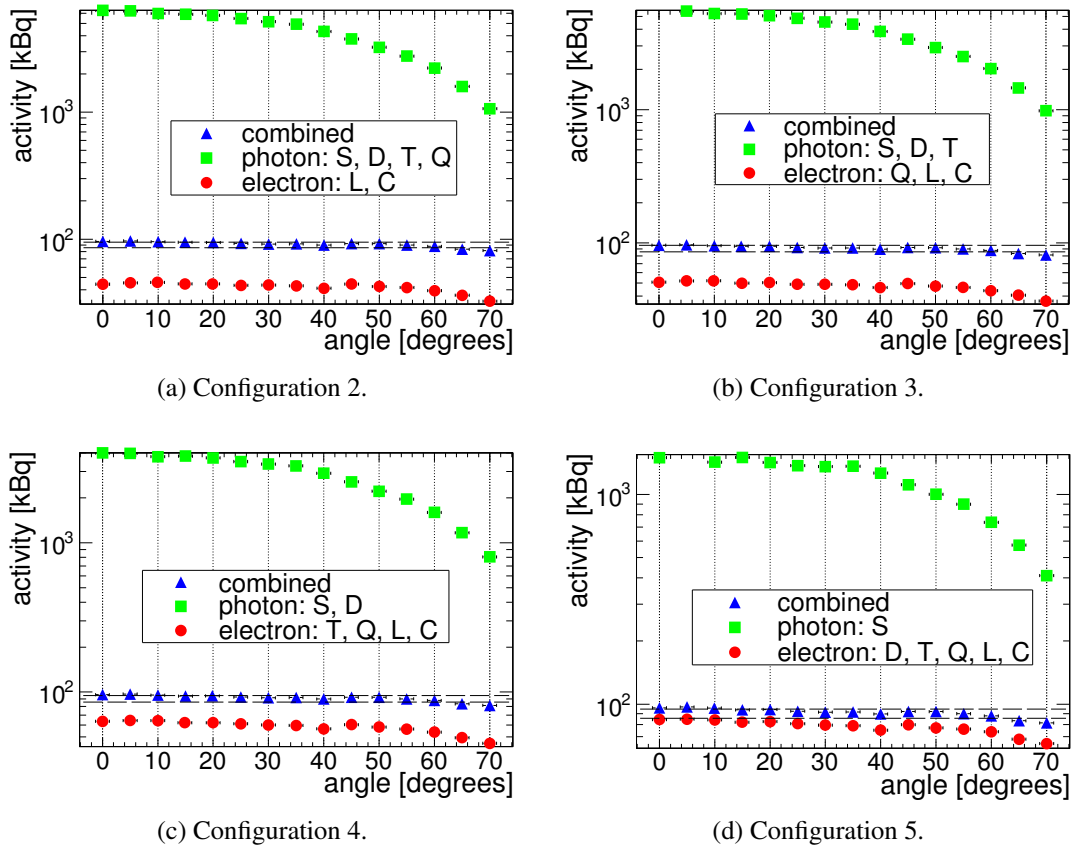 activity [kBq]
10³
10²
combined
photon: S, D, T, Q
electron: L, C
0 10 20 30 40 50 60 70
angle [degrees]
(a) Configuration 2.
activity [kBq]
10³
10²
combined
photon: S, D, T
electron: Q, L, C
0 10 20 30 40 50 60 70
angle [degrees]
(b) Configuration 3.
activity [kBq]
10³
10²
combined
photon: S, D
electron: T, Q, L, C
0 10 20 30 40 50 60 70
angle [degrees]
(c) Configuration 4.
activity [kBq]
10³
10²
combined
photon: S
electron: D, T, Q, L, C
0 10 20 30 40 50 60 70
angle [degrees]
(d) Configuration 5.